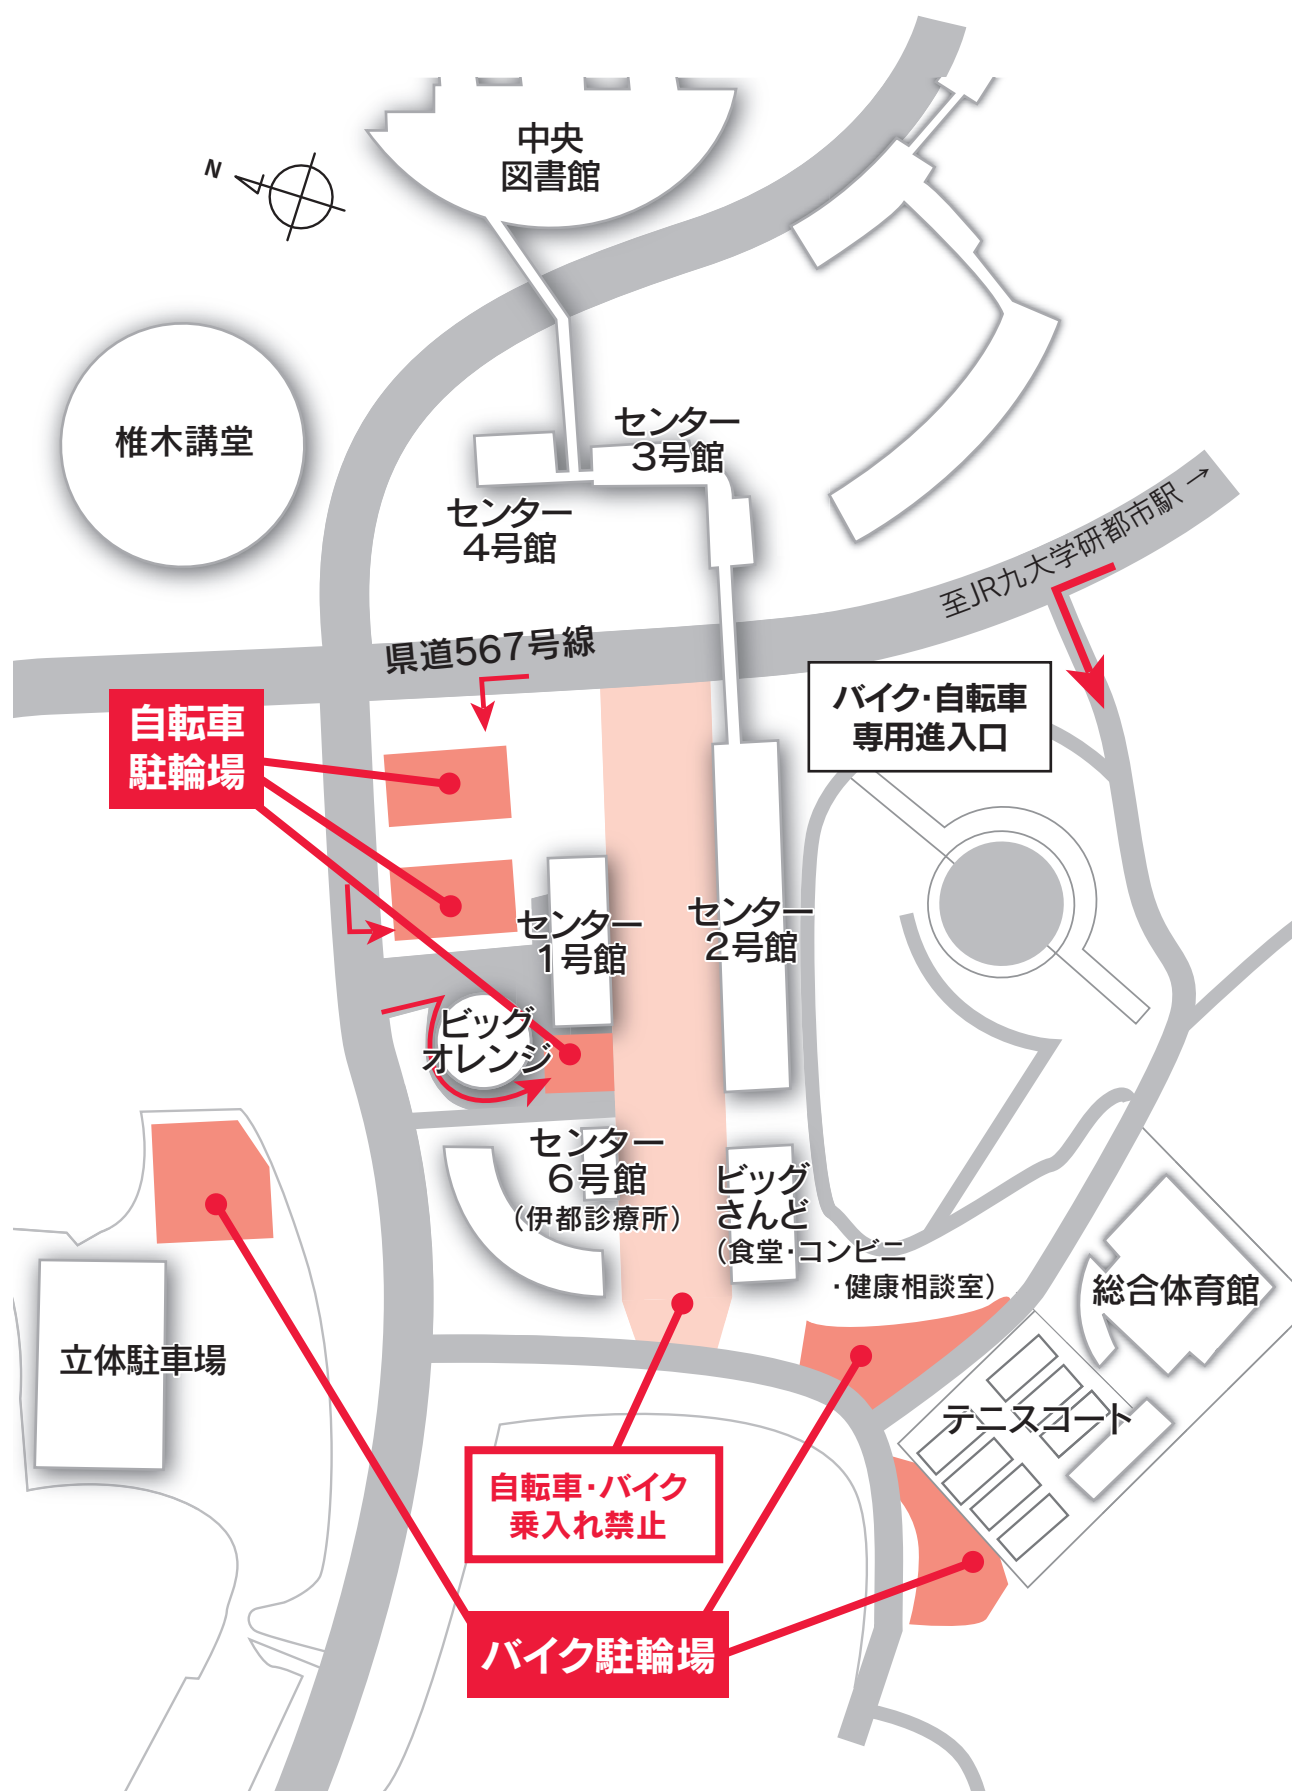 中央
図書館
N
椎木講堂
センター
3号館
センター
4号館
至JR九大学研都市駅→
県道567号線
バイク・自転車
専用進入口
自転車
駐輪場
センター
1号館
センター
2号館
ビッグ
オレンジ
センター
6号館
（伊都診療所）
ビッグ
さんど
（食堂・コンビニ
・健康相談室）
総合体育館
立体駐車場
テニスコート
自転車・バイク
乗入れ禁止
バイク駐輪場